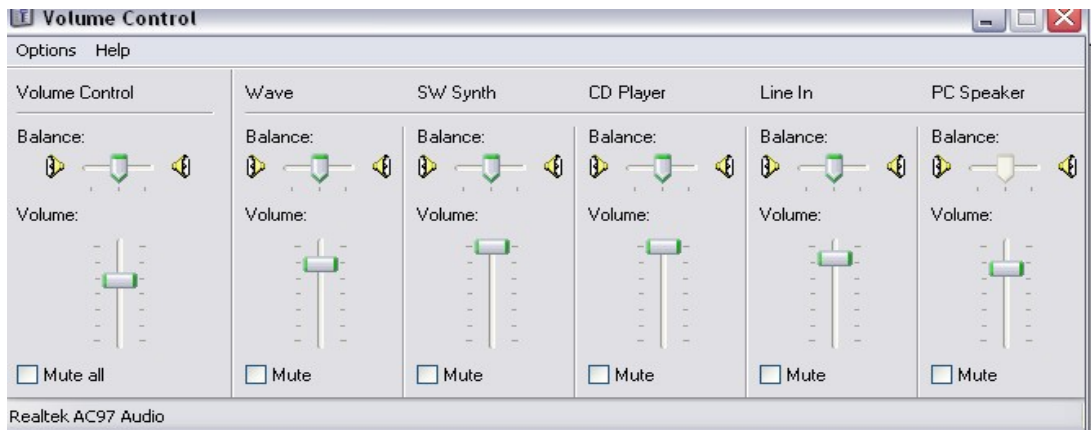 Volume Control
Options Help
Volume Control Wave SW Synth CD Player Line In PC Speaker
Balance: Balance: Balance: Balance: Balance: Balance:
Volume: Volume: Volume: Volume: Volume: Volume:
Mute all Mute Mute Mute Mute Mute
Realtek AC97 Audio